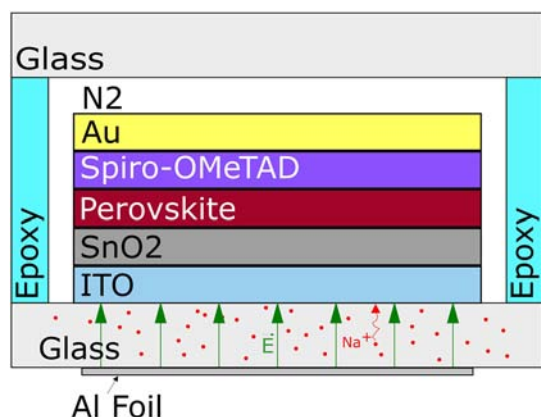 Glass
N2
Au
Spiro-OMeTAD
Perovskite
SnO2
ITO
Epoxy
Epoxy
Glass
E
Na+
Al Foil